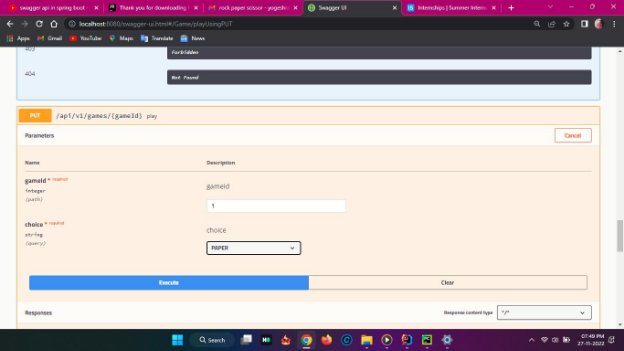 swagger api in spring boot
Thank you for downloading
rock paper scissor - yogeshv
Swagger UI
Internships | Summer Intern
localhost:8080/swagger-ui.html#/Game/playUsingPUT
Apps
Gmail
YouTube
Maps
Translate
News
403
Forbidden
404
Not Found
PUT /api/v1/games/{gameId} play
Parameters
Cancel
Name
Description
gameId * required
gameId
integer
(path)
1
choice * required
choice
string
(query)
PAPER
Execute
Clear
Responses
Response content type
*/*
Search
07:49 PM
27-11-2022